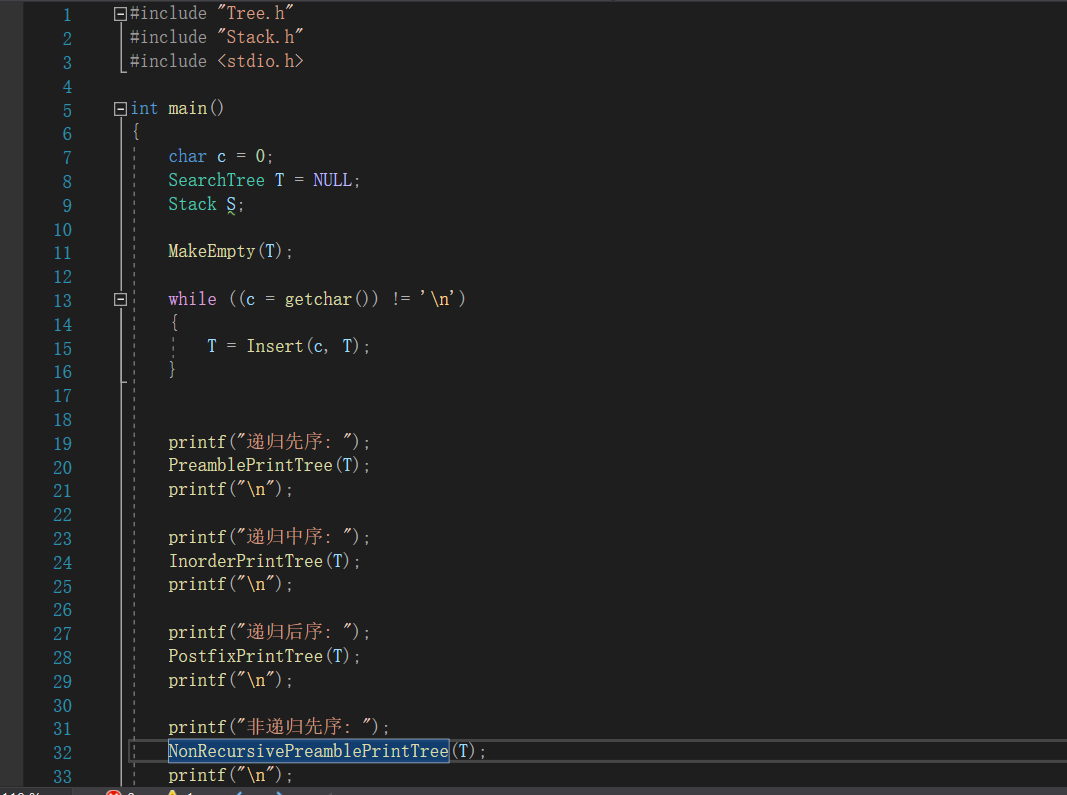 1 #include "Tree.h"
2 #include "Stack.h"
3 #include <stdio.h>
4
5 int main()
6 {
7 char c = 0;
8 SearchTree T = NULL;
9 Stack S;
10
11 MakeEmpty(T);
12
13 while ((c = getchar()) != '\n')
14 {
15 T = Insert(c, T);
16 }
17
18
19 printf("递归先序: ");
20 PreamblePrintTree(T);
21 printf("\n");
22
23 printf("递归中序: ");
24 InorderPrintTree(T);
25 printf("\n");
26
27 printf("递归后序: ");
28 PostfixPrintTree(T);
29 printf("\n");
30
31 printf("非递归先序: ");
32 NonRecursivePreamblePrintTree(T);
33 printf("\n");